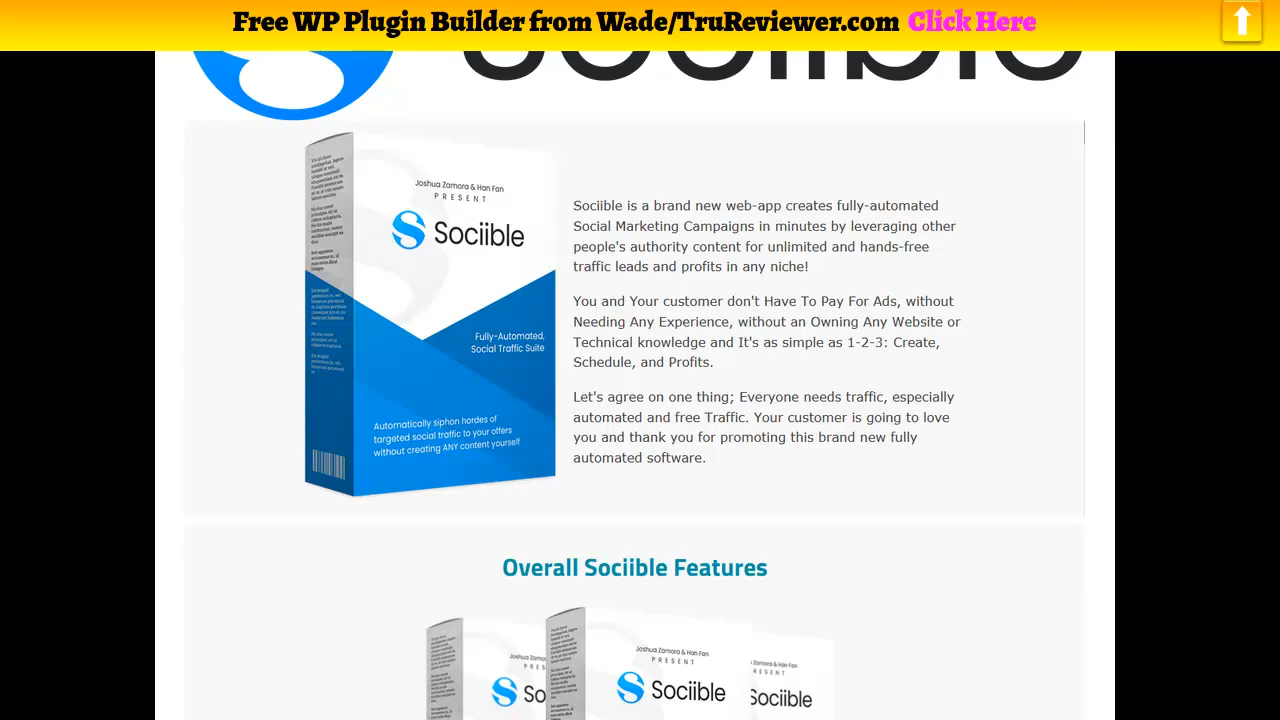 Free WP Plugin Builder from Wade/TruReviewer.com Click Here
Joshua Zamora & Han Fan
PRESENT
Sociible
Fully-Automated,
Social Traffic Suite
Automatically siphon hordes of
targeted social traffic to your offers
without creating ANY content yourself
Sociible is a brand new web-app creates fully-automated
Social Marketing Campaigns in minutes by leveraging other
people's authority content for unlimited and hands-free
traffic leads and profits in any niche!
You and Your customer don't Have To Pay For Ads, without
Needing Any Experience, without an Owning Any Website or
Technical knowledge and It's as simple as 1-2-3: Create,
Schedule, and Profits.
Let's agree on one thing; Everyone needs traffic, especially
automated and free Traffic. Your customer is going to love
you and thank you for promoting this brand new fully
automated software.
Overall Sociible Features
Joshua Zamora & Han Fan
PRESENT
Sociible
Sociible